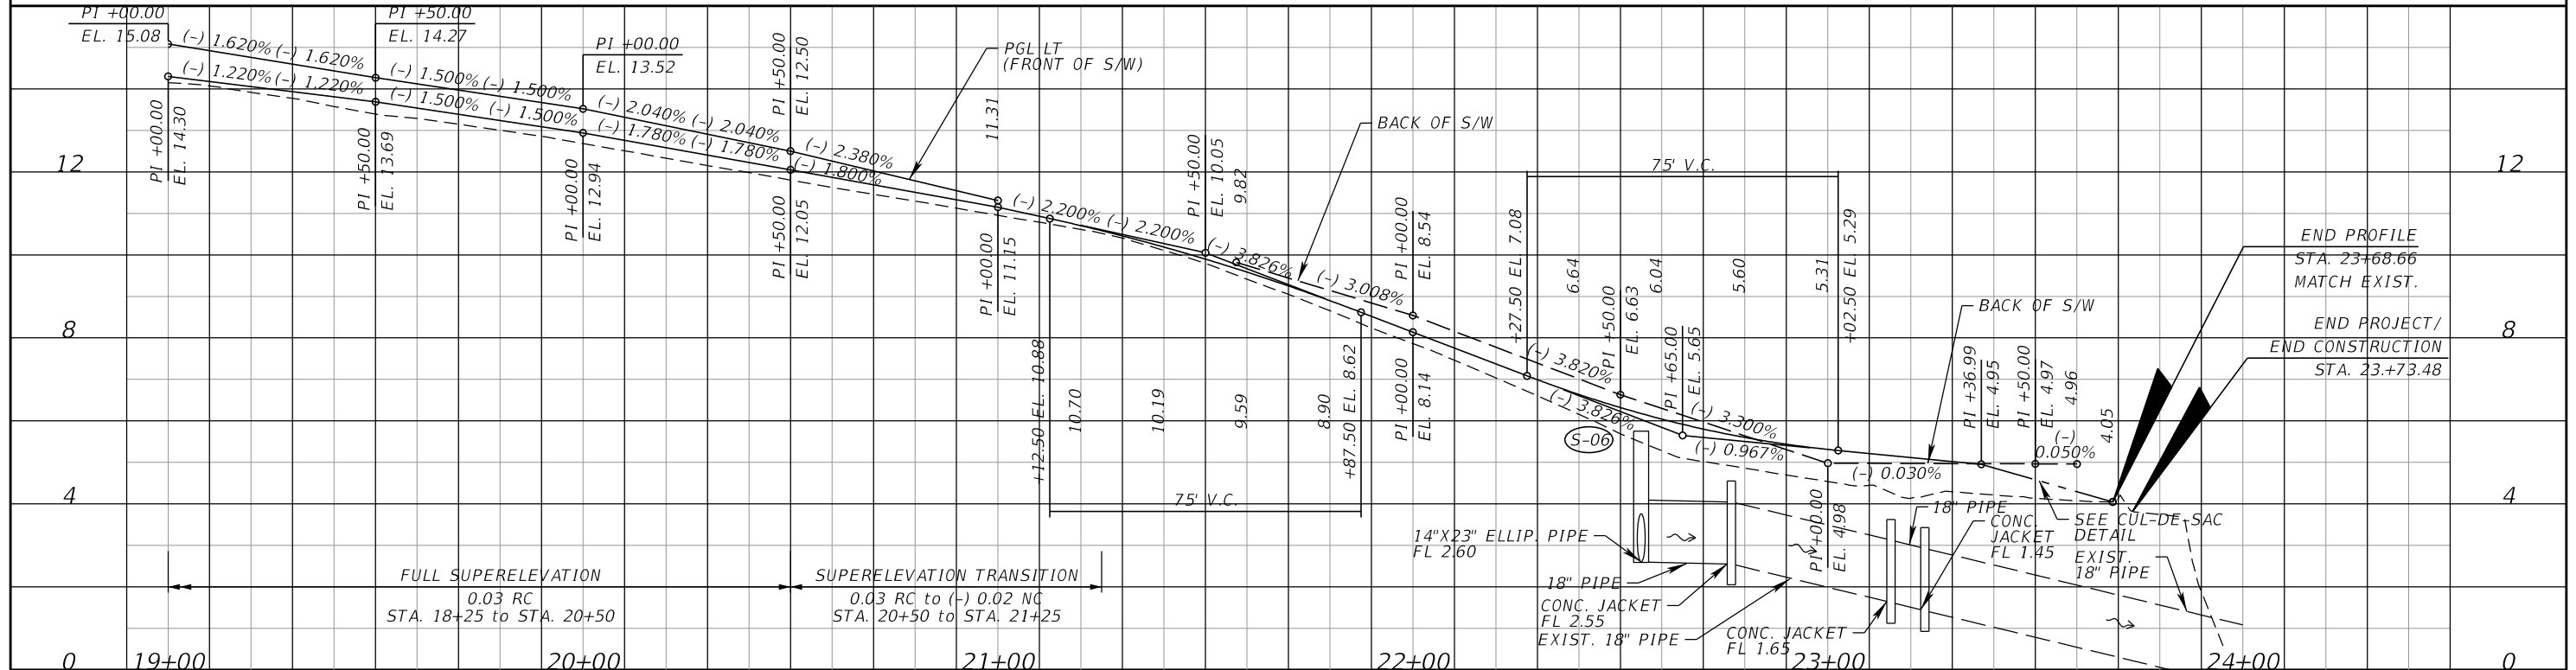 PI +00.00
EL. 15.08
PI +50.00
EL. 14.27
PI +00.00
EL. 13.52
PI +50.00
EL. 12.50
PGL LT
(FRONT OF S/W)
(-) 1.620% (-) 1.620%
(-) 1.500% (-) 1.500%
(-) 2.040% (-) 2.040%
(-) 2.380%
(-) 1.220% (-) 1.220%
(-) 1.500% (-) 1.500%
(-) 1.780% (-) 1.780%
(-) 1.800%
11.31
PI +00.00
EL. 14.30
PI +50.00
EL. 13.69
PI +00.00
EL. 12.94
PI +50.00
EL. 12.05
PI +00.00
EL. 11.15
(-) 2.200% (-) 2.200%
PI +50.00
EL. 10.05
9.82
BACK OF S/W
(-) 3.826%
(-) 3.008%
PI +00.00
EL. 8.54
75' V.C.
+27.50 EL. 7.08
6.64
PI +50.00
EL. 6.63
6.04
PI +65.00
EL. 5.65
5.60
5.31
+02.50 EL. 5.29
12
12
8
8
4
4
0
0
+12.50 EL. 10.88
10.70
10.19
9.59
8.90
+87.50 EL. 8.62
PI +00.00
EL. 8.14
75' V.C.
(-) 3.820%
(-) 3.826%
(-) 3.300%
(-) 0.967%
(-) 0.030%
BACK OF S/W
PI +36.99
EL. 4.95
PI +50.00
EL. 4.97
4.96
(-)
0.050%
4.05
END PROFILE
STA. 23+68.66
MATCH EXIST.
END PROJECT/
END CONSTRUCTION
STA. 23.+73.48
S-06
PI +00.00
EL. 4.98
14"X23" ELLIP. PIPE
FL 2.60
18" PIPE
CONC. JACKET
FL 2.55
EXIST. 18" PIPE
CONC. JACKET
FL 1.65
18" PIPE
CONC.
JACKET
FL 1.45
SEE CUL-DE-SAC
DETAIL
EXIST.
18" PIPE
FULL SUPERELEVATION
0.03 RC
STA. 18+25 to STA. 20+50
SUPERELEVATION TRANSITION
0.03 RC to (-) 0.02 NC
STA. 20+50 to STA. 21+25
19+00
20+00
21+00
22+00
23+00
24+00